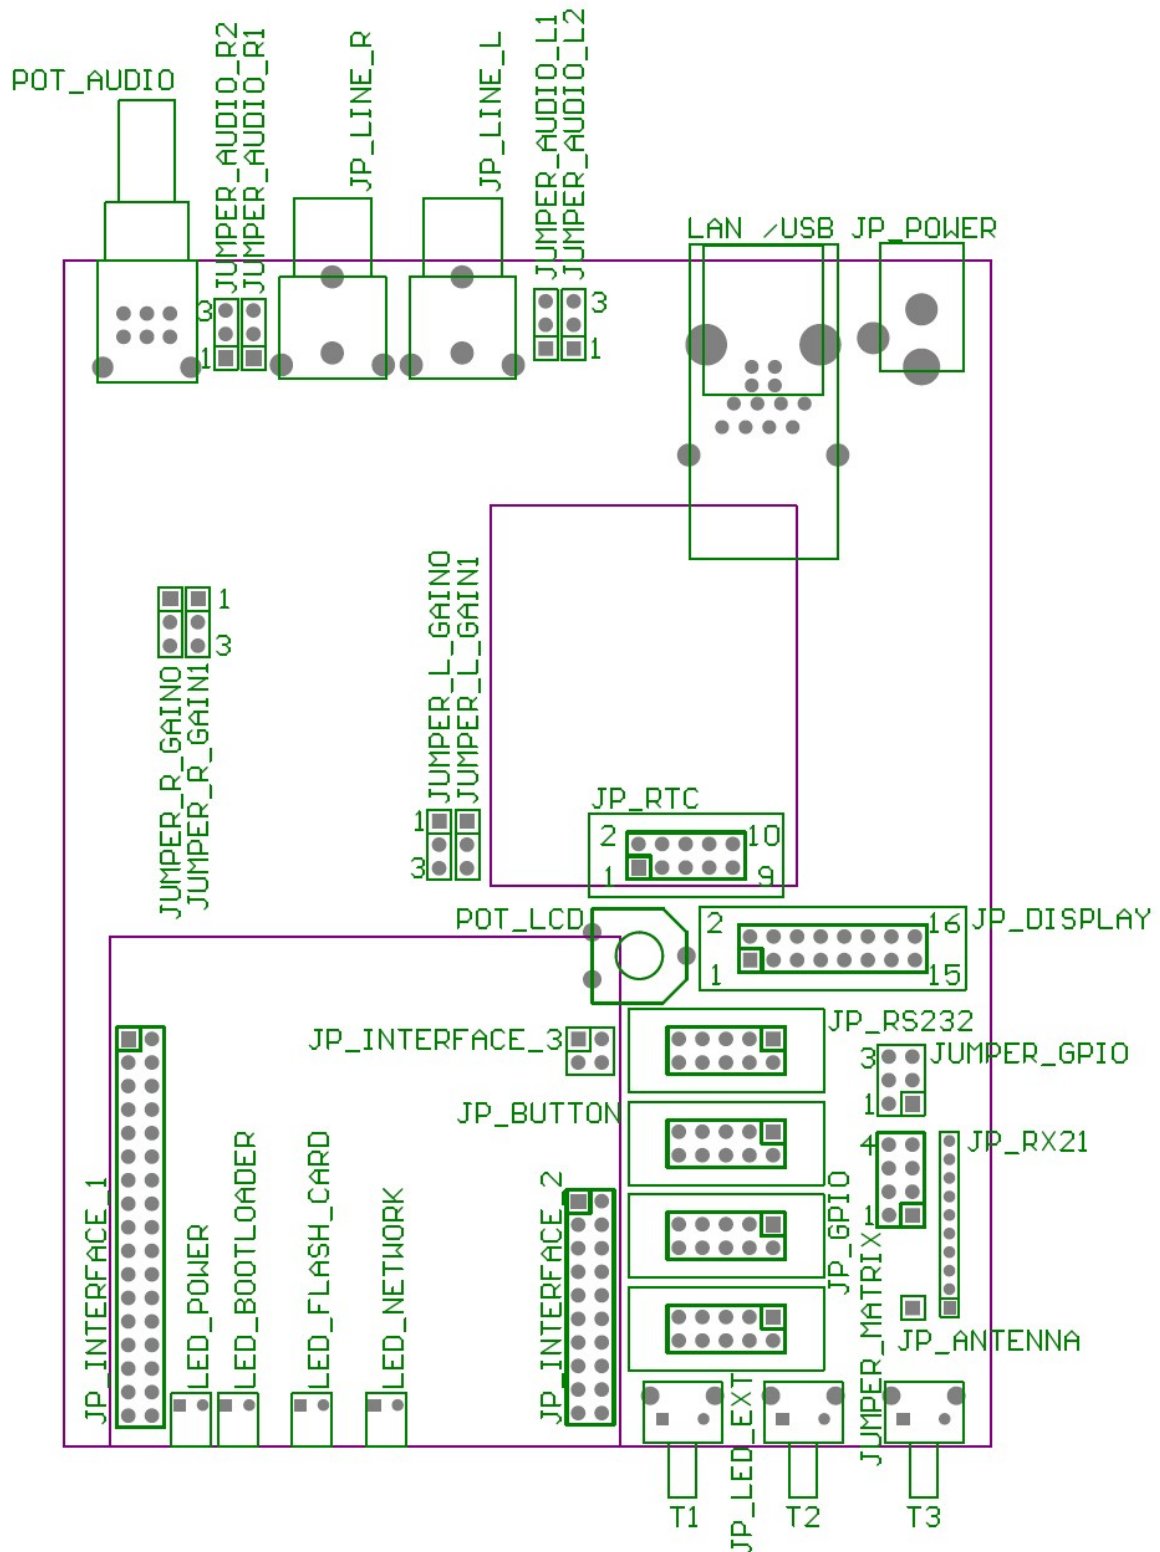 POT_AUDIO
JUMPER_AUDIO_R2
JUMPER_AUDIO_R1
JP_LINE_R
JP_LINE_L
JUMPER_AUDIO_L1
JUMPER_AUDIO_L2
LAN /USB
JP_POWER
3
1
3
1
1
3
JUMPER_R_GAIN0
JUMPER_R_GAIN1
JUMPER_L_GAIN0
JUMPER_L_GAIN1
1
3
JP_RTC
2
10
1
9
POT_LCD
2
16
JP_DISPLAY
1
15
JP_INTERFACE_3
JP_RS232
3
JUMPER_GPIO
1
JP_BUTTON
4
JP_RX21
1
JP_GPIO
JP_INTERFACE_1
LED_POWER
LED_BOOTLOADER
LED_FLASH_CARD
LED_NETWORK
JP_INTERFACE_2
JUMPER_MATRIX
JP_ANTENNA
JP_LED_EXT
T1
T2
T3